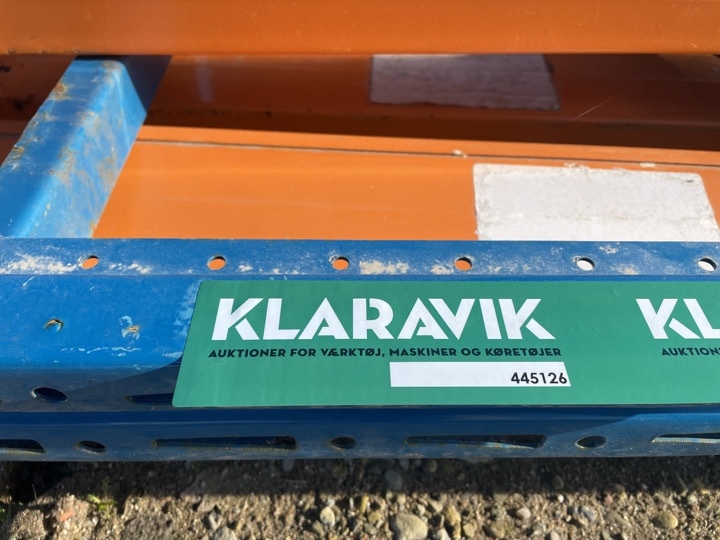 KLARAVIK
AUKTIONER FOR VÆRKTØJ, MASKINER OG KØRETØJER
445126